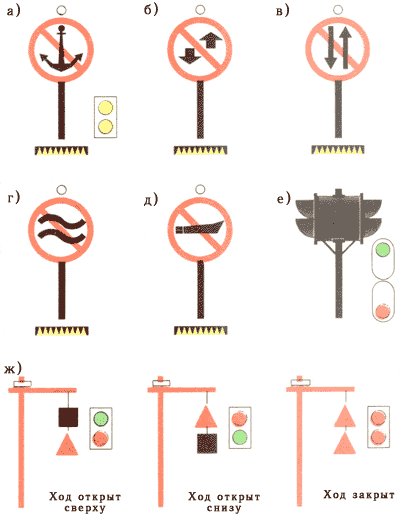 а)
б)
в)
г)
д)
е)
ж)
Ход открыт
сверху
Ход открыт
снизу
Ход закрыт